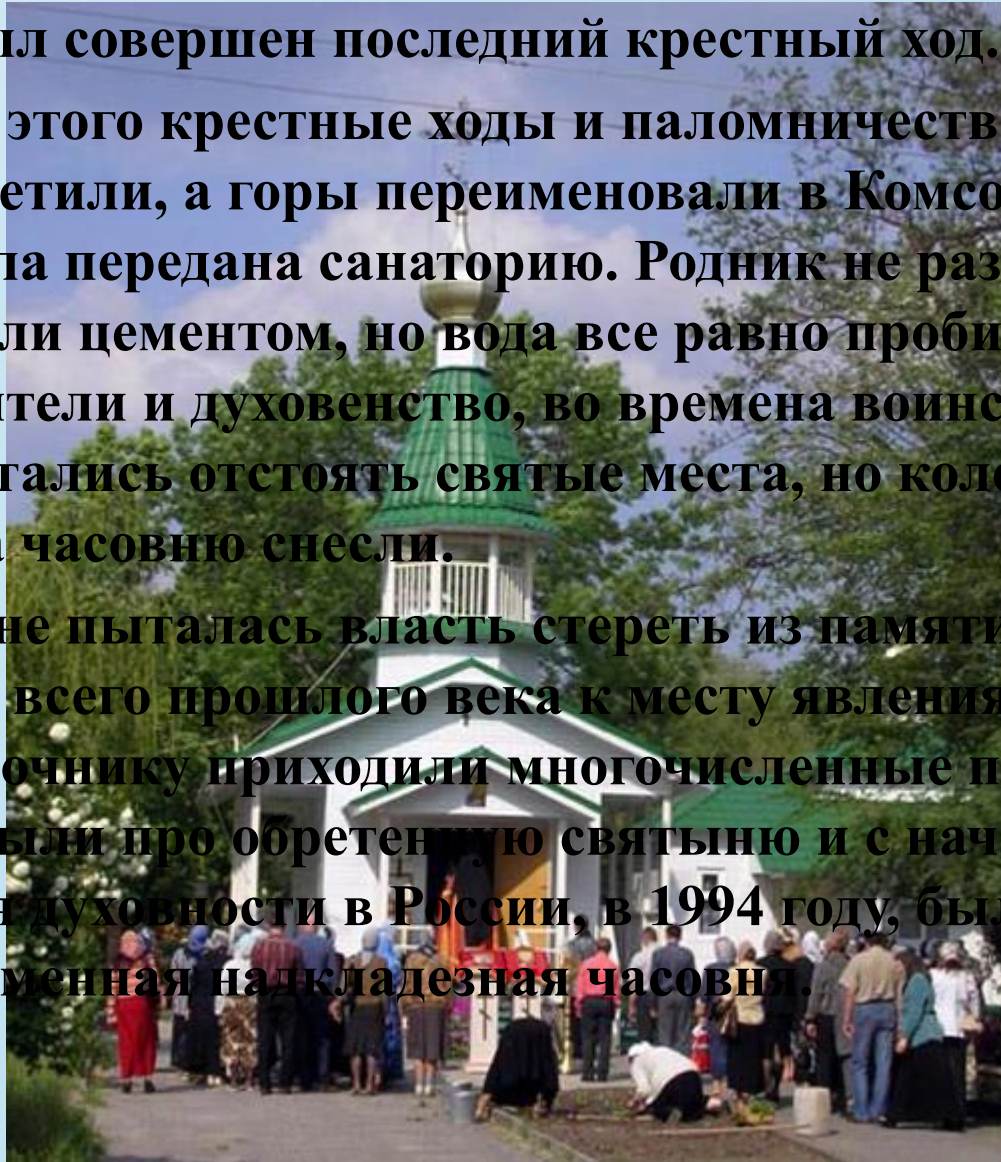 ыл совершен последний крестный ход.
этого крестные ходы и паломничеств
етили, а горы переименовали в Комсо
ла передана санаторию. Родник не раз
ли цементом, но вода все равно проби
ители и духовенство, во времена воинс
тались отстоять святые места, но кол
часовню снесли.
не пыталась власть стереть из памяти
всего прошлого века к месту явления
очнику приходили многочисленные п
ыли про обретенную святыню и с нач
духовности в России, в 1994 году, бы
менная надкладезная часовня.